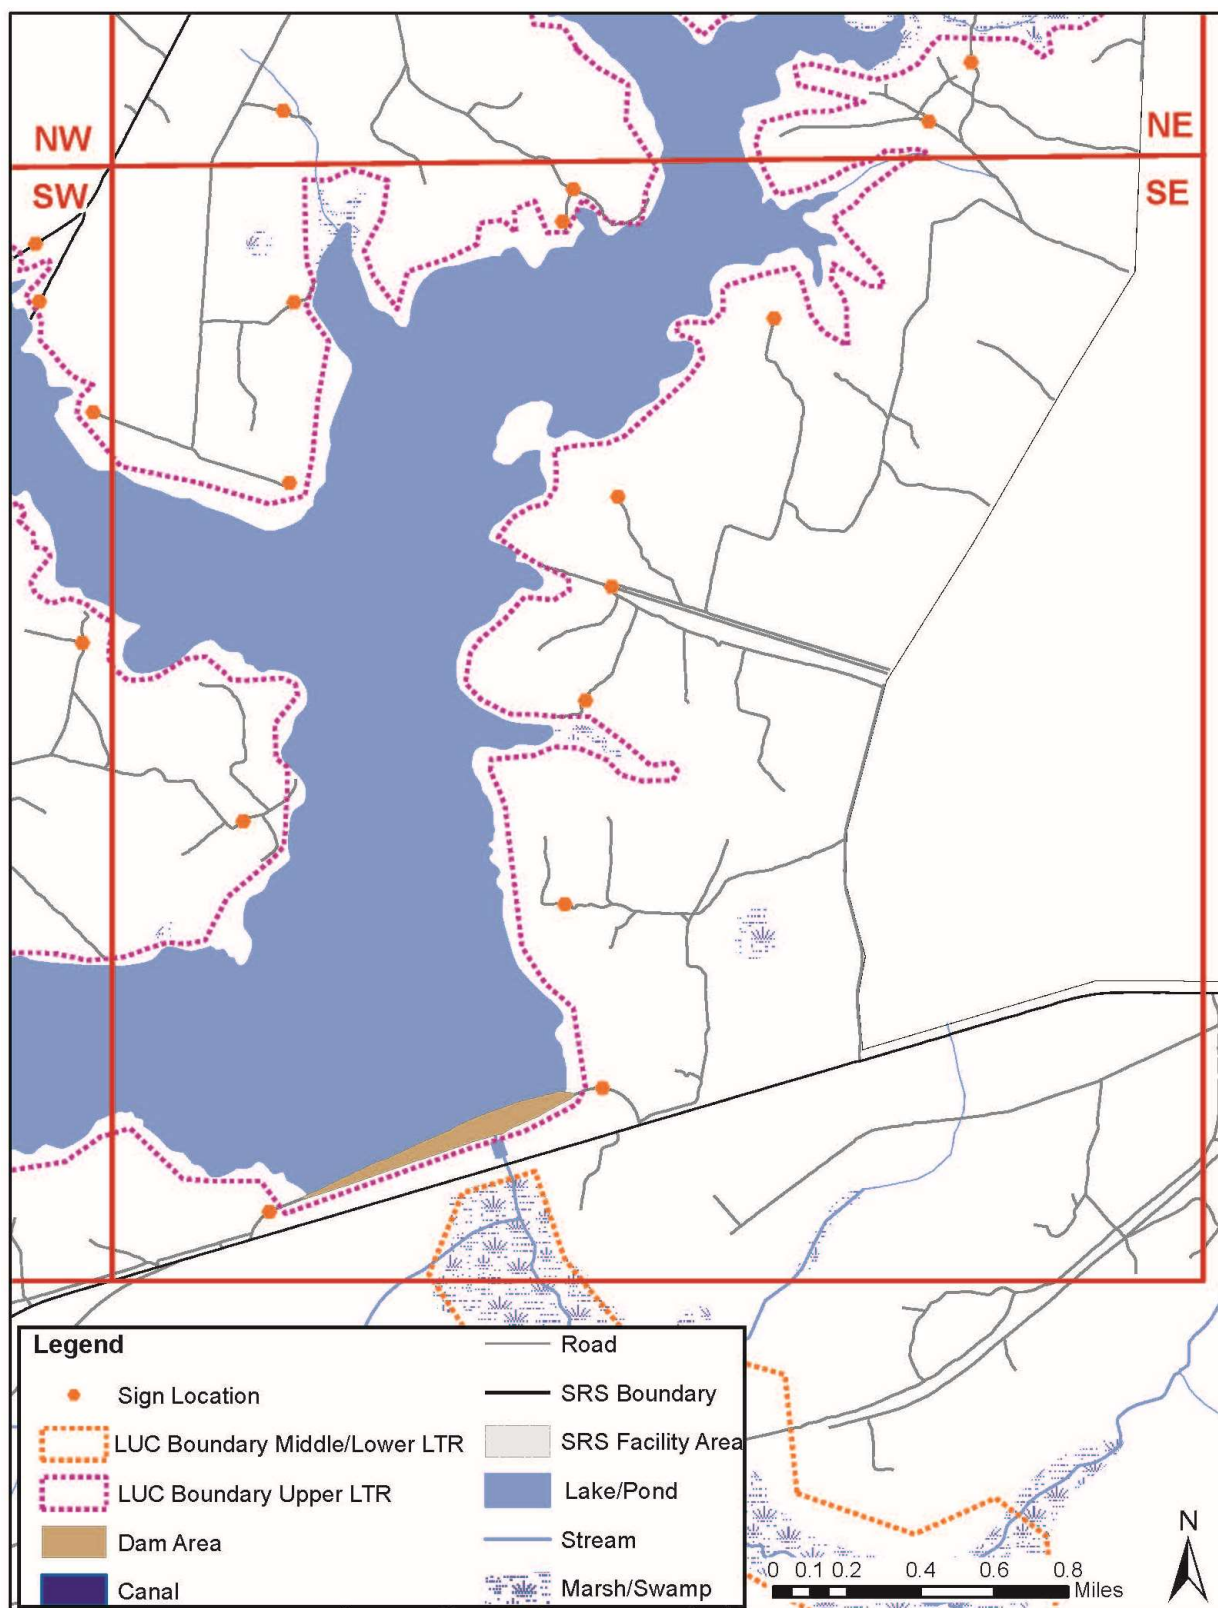 NW
NE
SW
SE
Legend
Sign Location
LUC Boundary Middle/Lower LTR
LUC Boundary Upper LTR
Dam Area
Canal
Road
SRS Boundary
SRS Facility Area
Lake/Pond
Stream
Marsh/Swamp
N
0 0.1 0.2 0.4 0.6 0.8
Miles